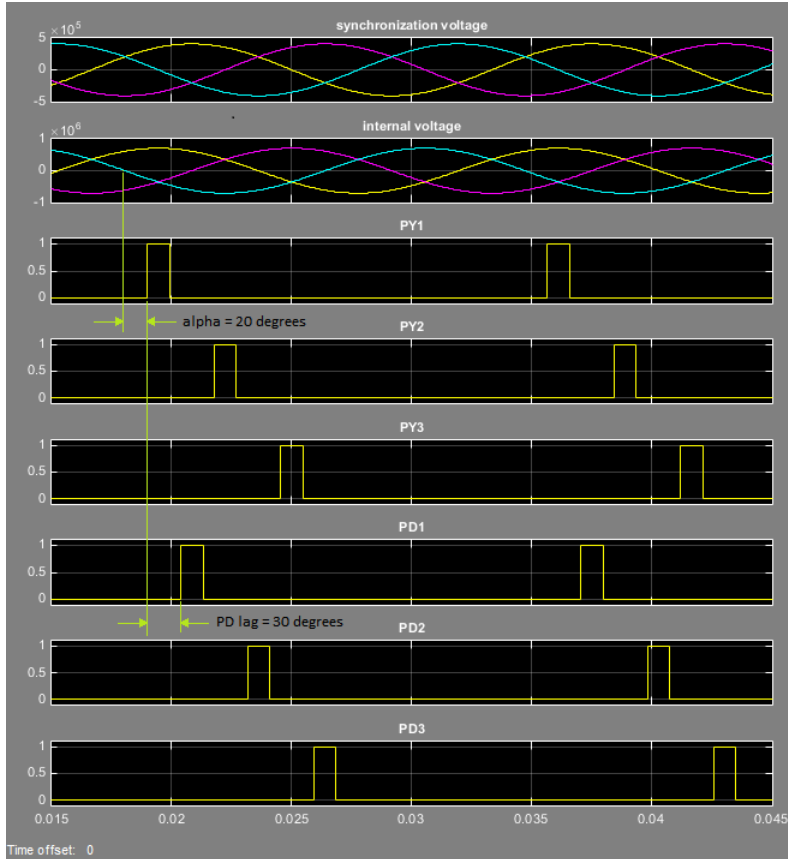 synchronization voltage
5 ×10^5
0
-5
internal voltage
1 ×10^6
0
-1
PY1
1
0.5
0
alpha = 20 degrees
PY2
1
0.5
0
PY3
1
0.5
0
PD1
1
0.5
0
PD lag = 30 degrees
PD2
1
0.5
0
PD3
1
0.5
0
0.015 0.02 0.025 0.03 0.035 0.04 0.045
Time offset: 0